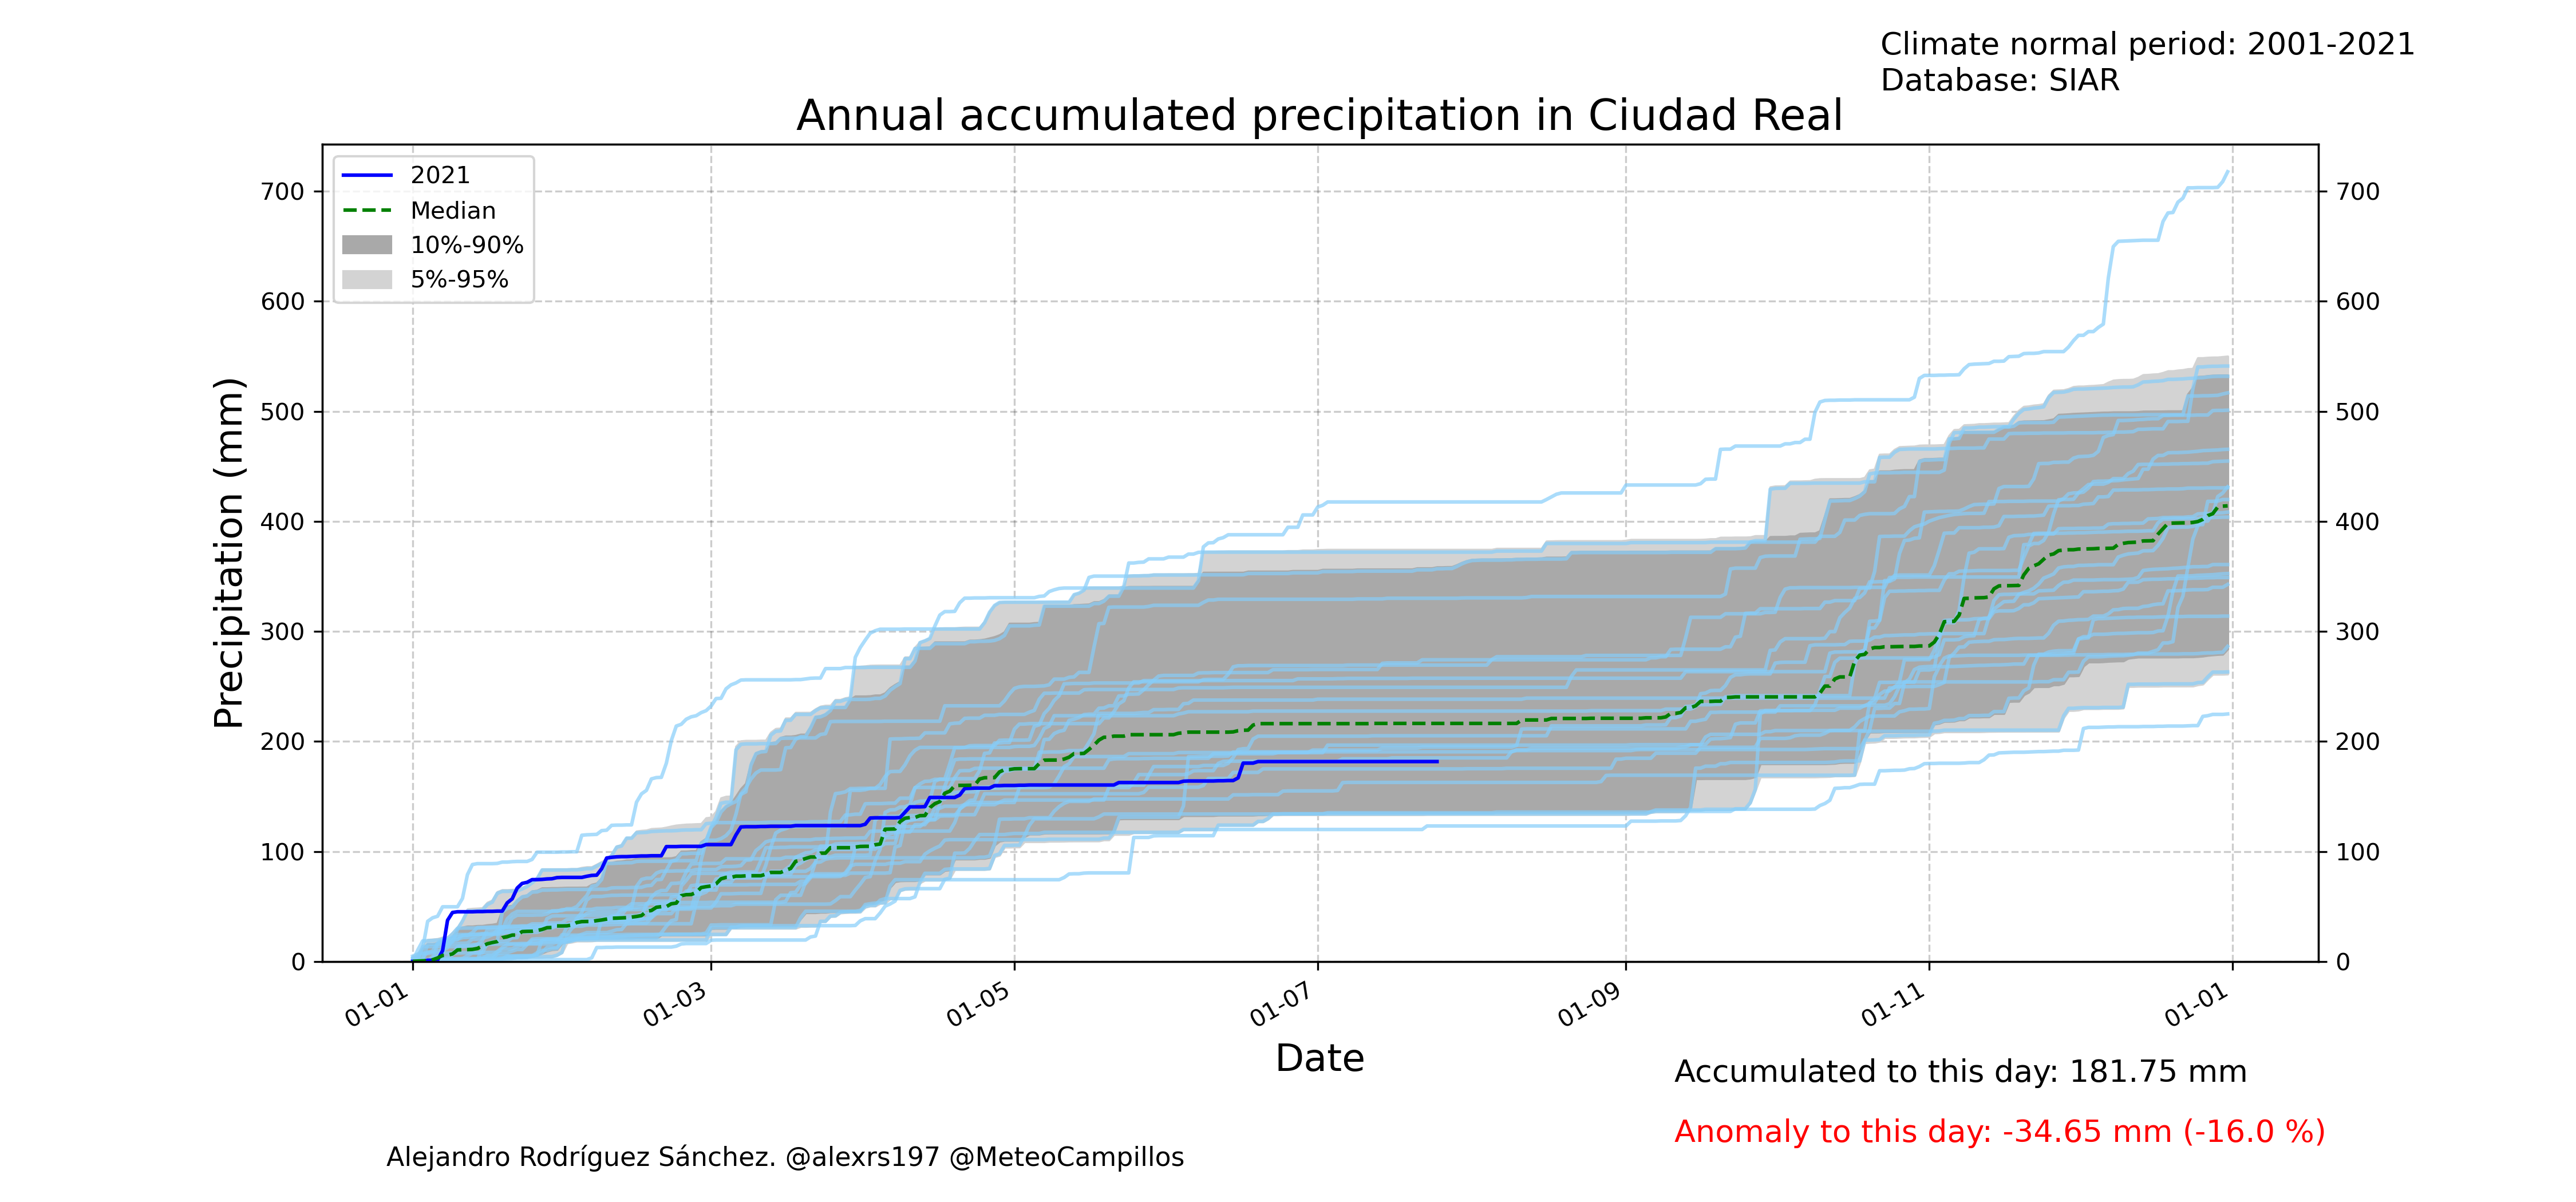 Climate normal period: 2001-2021
Database: SIAR
Annual accumulated precipitation in Ciudad Real
2021
Median
10%-90%
5%-95%
Precipitation (mm)
700
600
500
400
300
200
100
0
700
600
500
400
300
200
100
0
01-01
01-03
01-05
01-07
01-09
01-11
01-01
Date
Accumulated to this day: 181.75 mm
Anomaly to this day: -34.65 mm (-16.0 %)
Alejandro Rodríguez Sánchez. @alexrs197 @MeteoCampillos